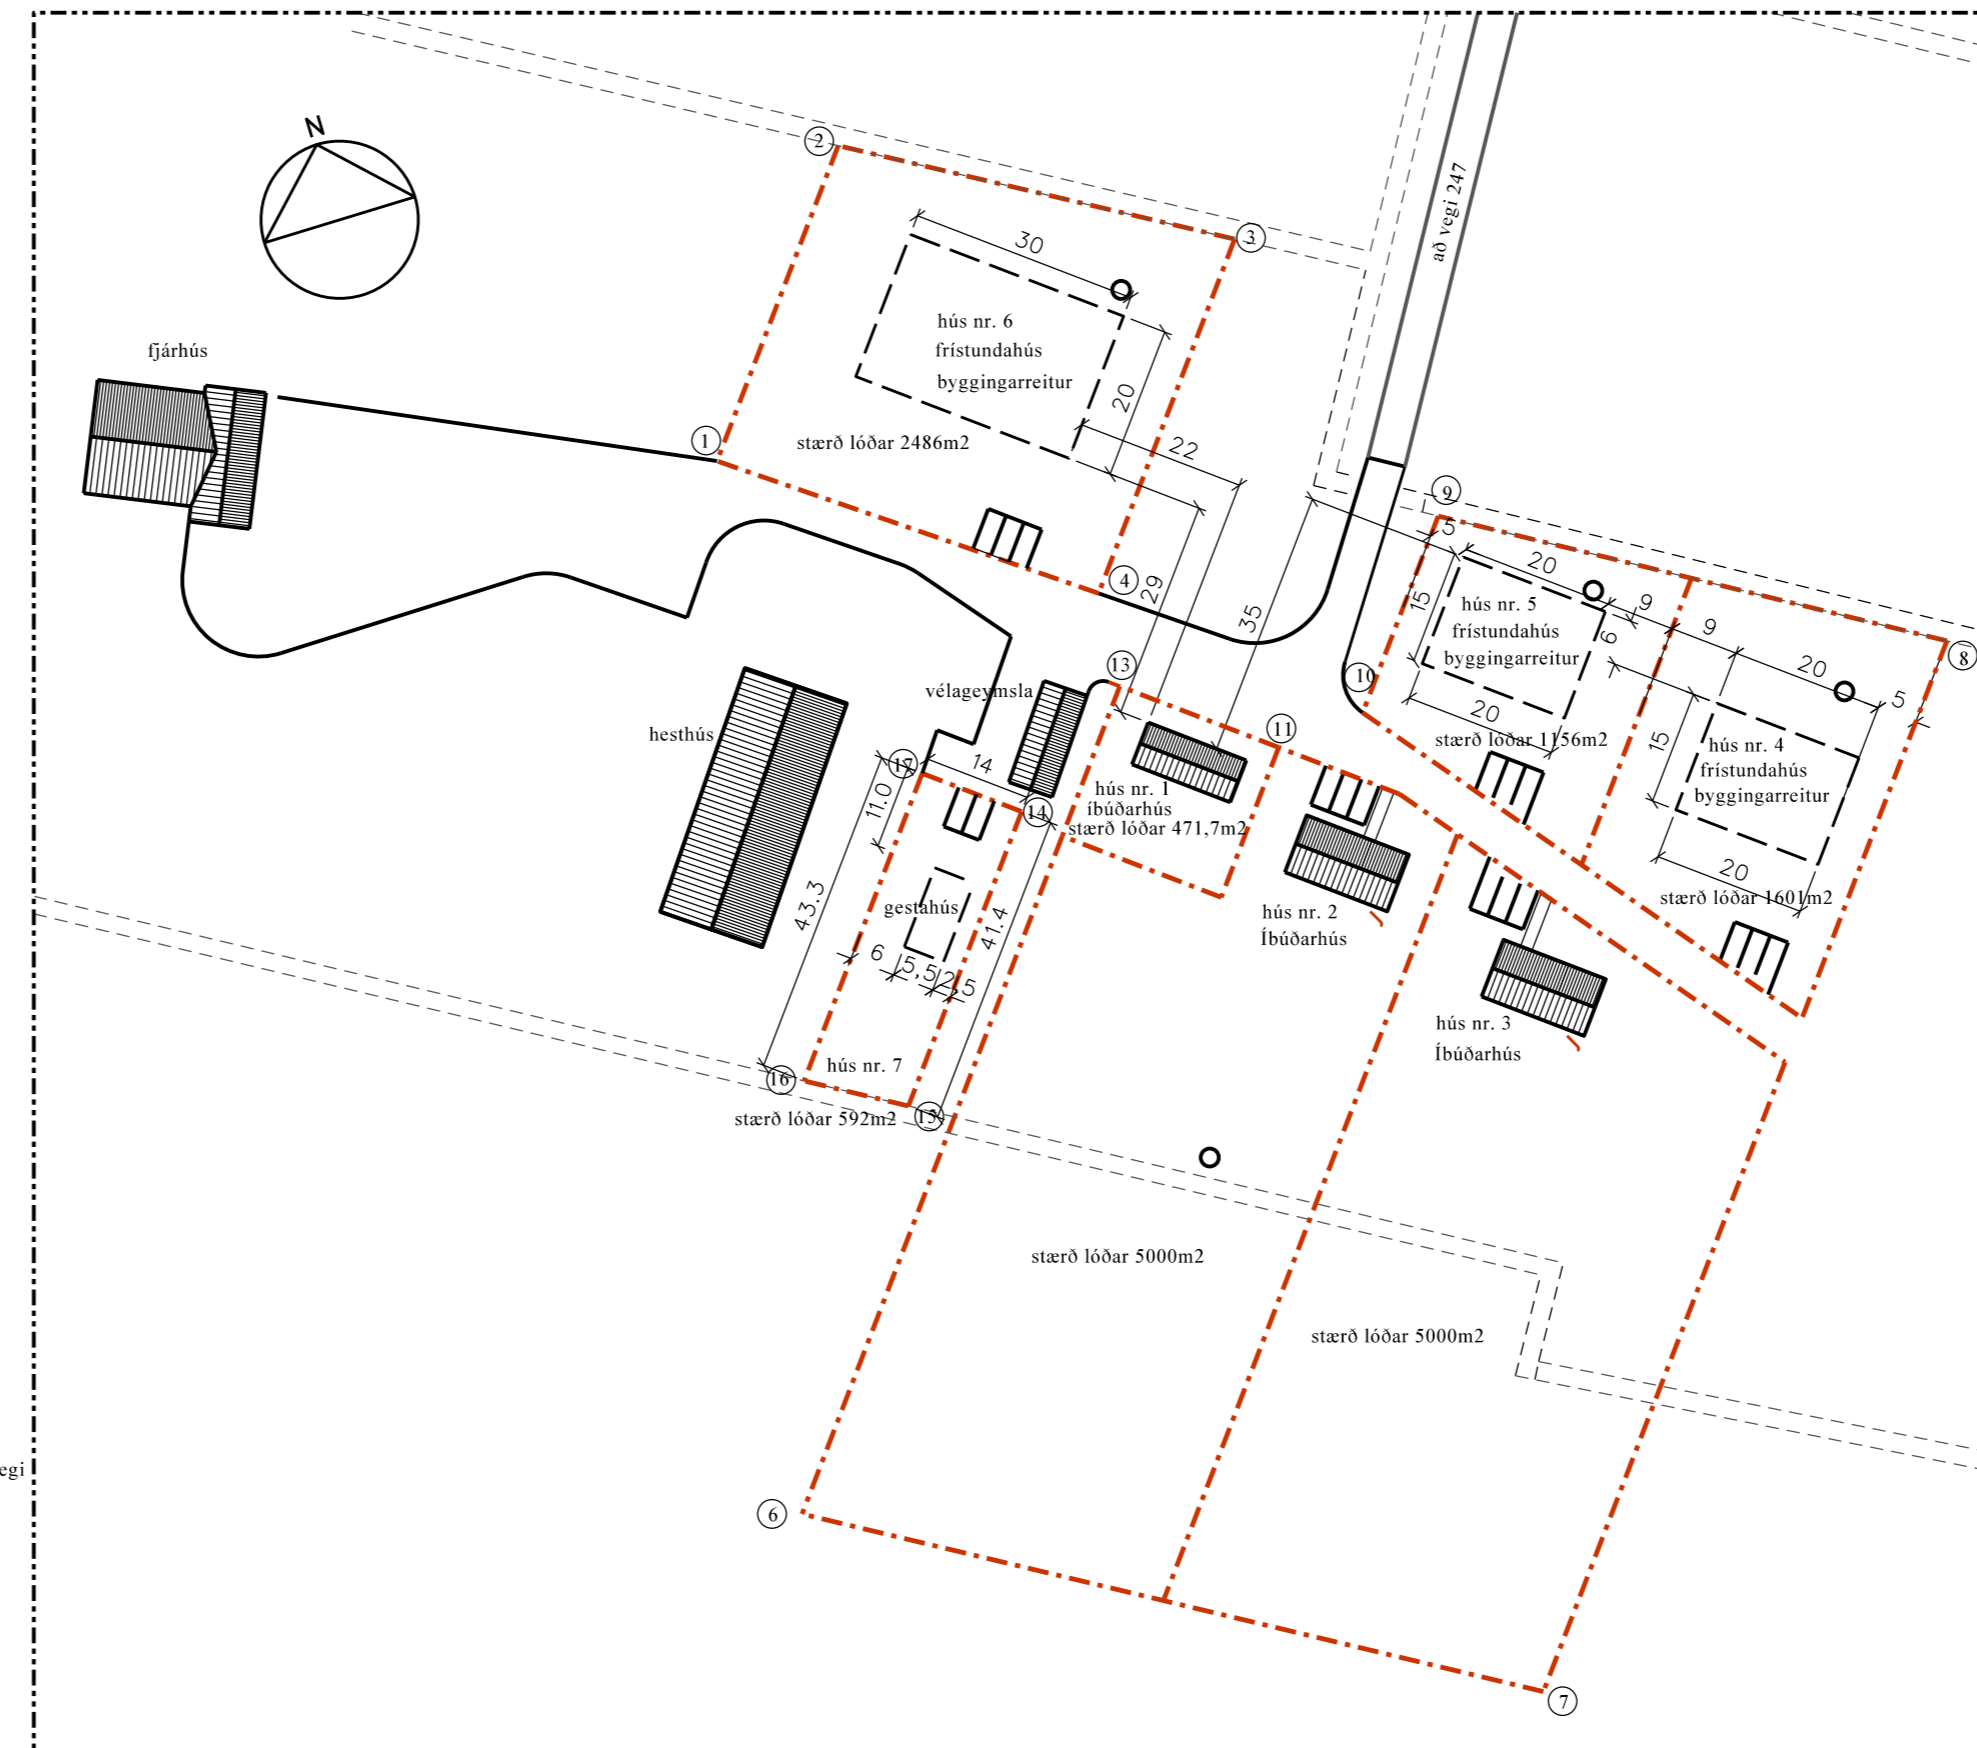 N
að vegi 247
2
3
30
hús nr. 6
frístundahús
byggingarreitur
20
fjárhús
1
stærð lóðar 2486m2
22
4
29
35
9
5
20
15
hús nr. 5
frístundahús
byggingarreitur
9
6
9
20
5
8
10
20
stærð lóðar 1156m2
15
hús nr. 4
frístundahús
byggingarreitur
20
stærð lóðar 1601m2
13
vélageymsla
hesthús
11
17
14
11.0
14
hús nr. 1
íbúðarhús
stærð lóðar 471,7m2
43.3
gestahús
41.4
6
5,5
2,5
hús nr. 2
Íbúðarhús
hús nr. 3
Íbúðarhús
hús nr. 7
16
15
stærð lóðar 592m2
stærð lóðar 5000m2
stærð lóðar 5000m2
egi
6
7